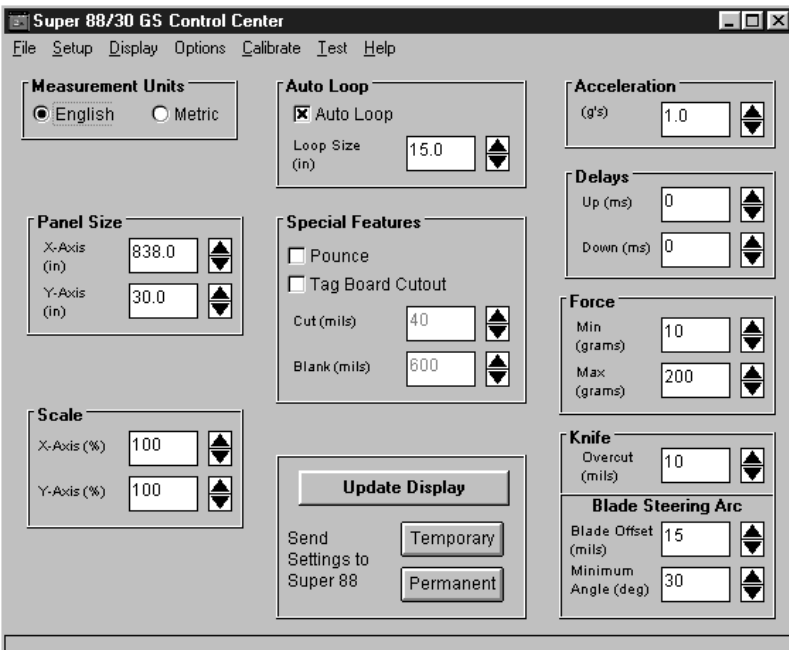 Super 88/30 GS Control Center
File Setup Display Options Calibrate Test Help
Measurement Units
English Metric
Panel Size
X-Axis
(in)
838.0
Y-Axis
(in)
30.0
Scale
X-Axis (%) 100
Y-Axis (%) 100
Auto Loop
Auto Loop
Loop Size
(in)
15.0
Special Features
Pounce
Tag Board Cutout
Cut (mils) 40
Blank (mils) 600
Update Display
Send
Settings to
Super 88
Temporary
Permanent
Acceleration
(g's) 1.0
Delays
Up (ms) 0
Down (ms) 0
Force
Min
(grams)
10
Max
(grams)
200
Knife
Overcut
(mils)
10
Blade Steering Arc
Blade Offset
(mils)
15
Minimum
Angle (deg)
30